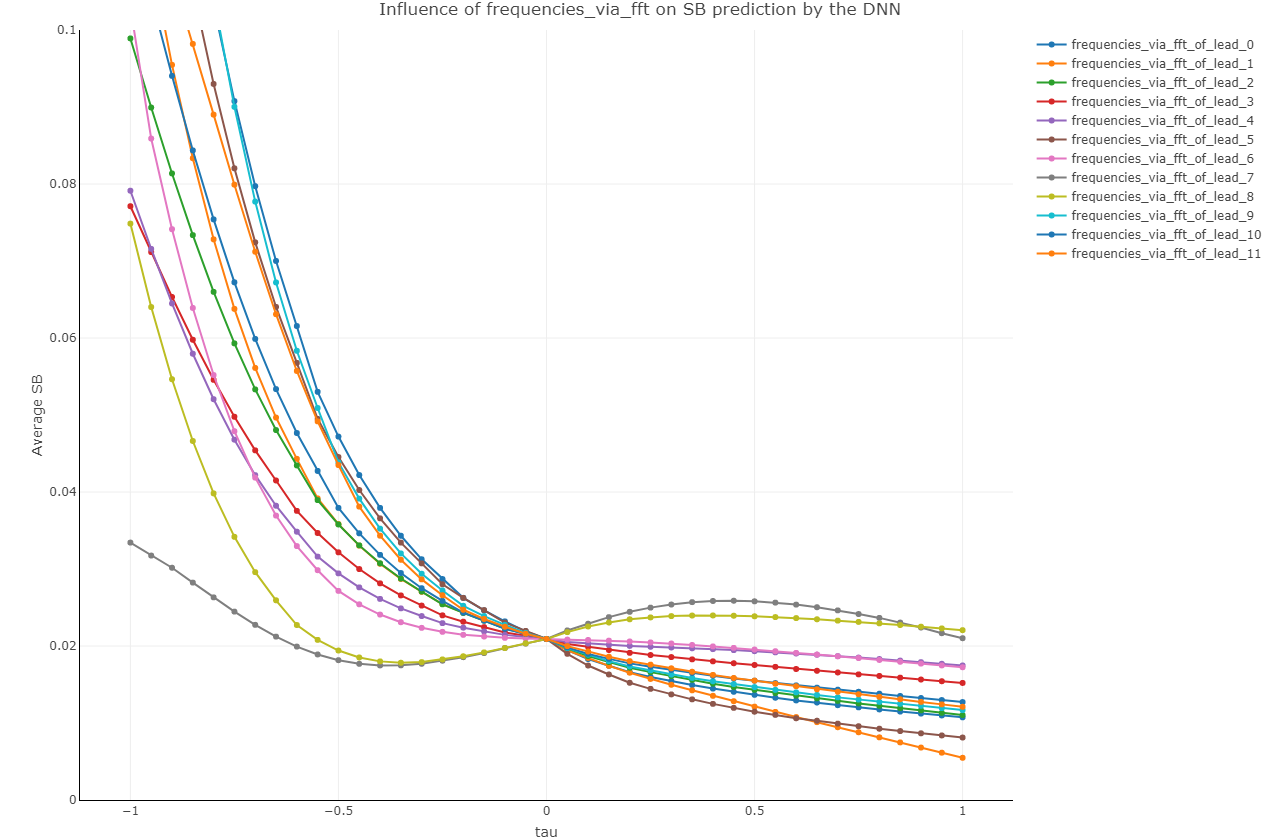 Influence of frequencies_via_fft on SB prediction by the DNN
0.1
0.08
0.06
0.04
0.02
0
Average SB
−1
−0.5
0
0.5
1
tau
frequencies_via_fft_of_lead_0
frequencies_via_fft_of_lead_1
frequencies_via_fft_of_lead_2
frequencies_via_fft_of_lead_3
frequencies_via_fft_of_lead_4
frequencies_via_fft_of_lead_5
frequencies_via_fft_of_lead_6
frequencies_via_fft_of_lead_7
frequencies_via_fft_of_lead_8
frequencies_via_fft_of_lead_9
frequencies_via_fft_of_lead_10
frequencies_via_fft_of_lead_11